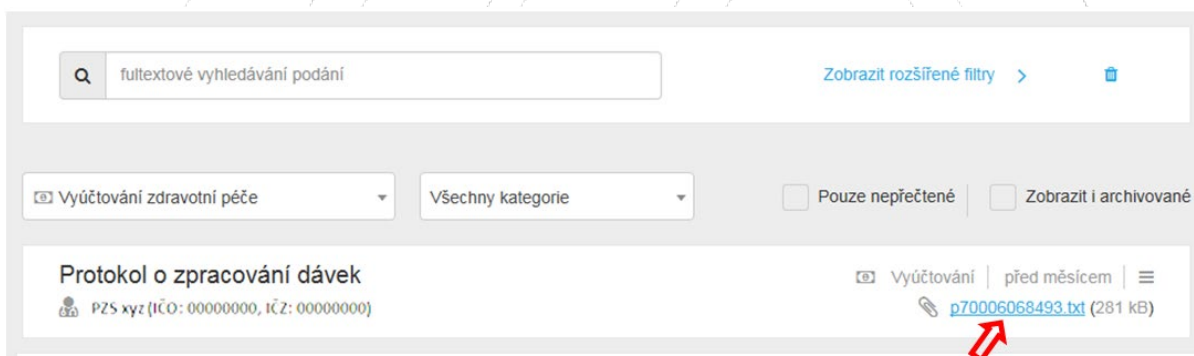 fultextové vyhledávání podání
Zobrazit rozšířené filtry >
Vyúčtování zdravotní péče
Všechny kategorie
Pouze nepřečtené
Zobrazit i archivované
Protokol o zpracování dávek
Vyúčtování | před měsícem
PZS xyz (IČO: 00000000, IČZ: 00000000)
p70006068493.txt (281 kB)